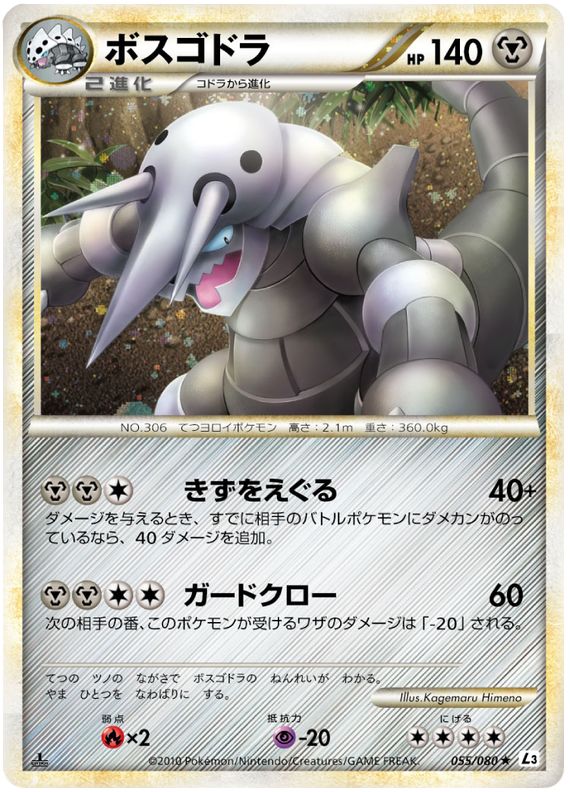 ボスゴドラ
HP 140
2進化
コドラから進化
NO.306 てつヨロイポケモン 高さ:2.1m 重さ:360.0kg
きずをえぐる 40+
ダメージを与えるとき、すでに相手のバトルポケモンにダメカンがのっ
ているなら、40ダメージを追加。
ガードクロー 60
次の相手の番、このポケモンが受けるワザのダメージは「-20」される。
てつの ツノの ながさで ボスゴドラの ねんれいが わかる。
やま ひとつを なわばりに する。
Illus.Kagemaru Himeno
弱点 抵抗力 にげる
×2 -20
©2010 Pokémon/Nintendo/Creatures/GAME FREAK.
055/080★ L3